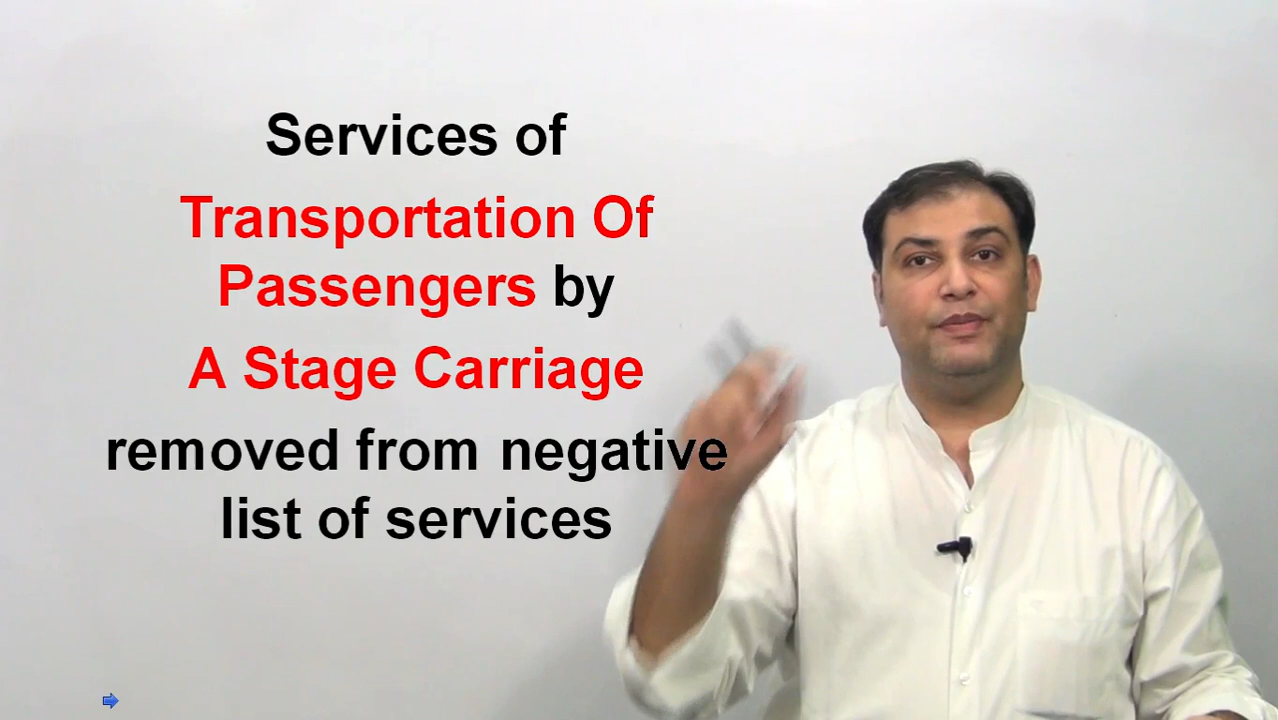 Services of
Transportation Of
Passengers by
A Stage Carriage
removed from negative
list of services